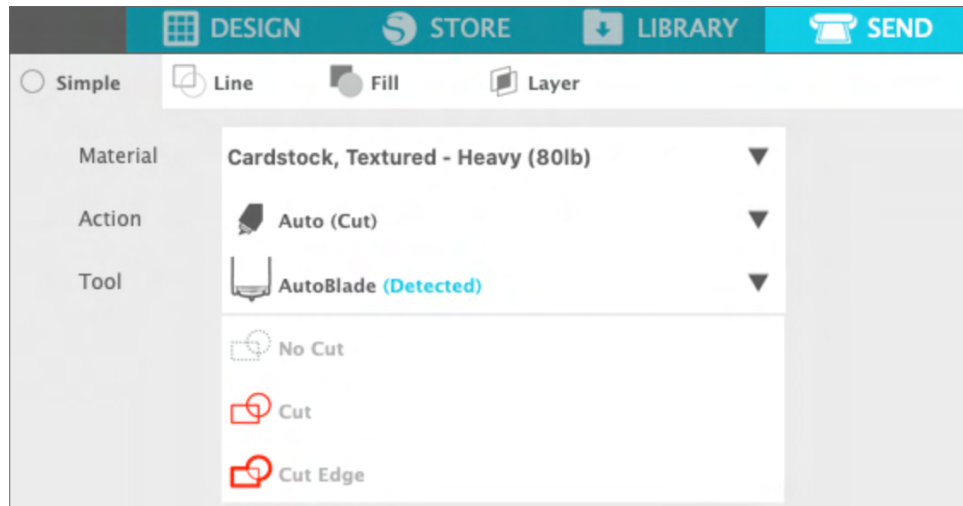 DESIGN STORE LIBRARY SEND
Simple Line Fill Layer
Material Cardstock, Textured - Heavy (80lb)
Action Auto (Cut)
Tool AutoBlade (Detected)
No Cut
Cut
Cut Edge